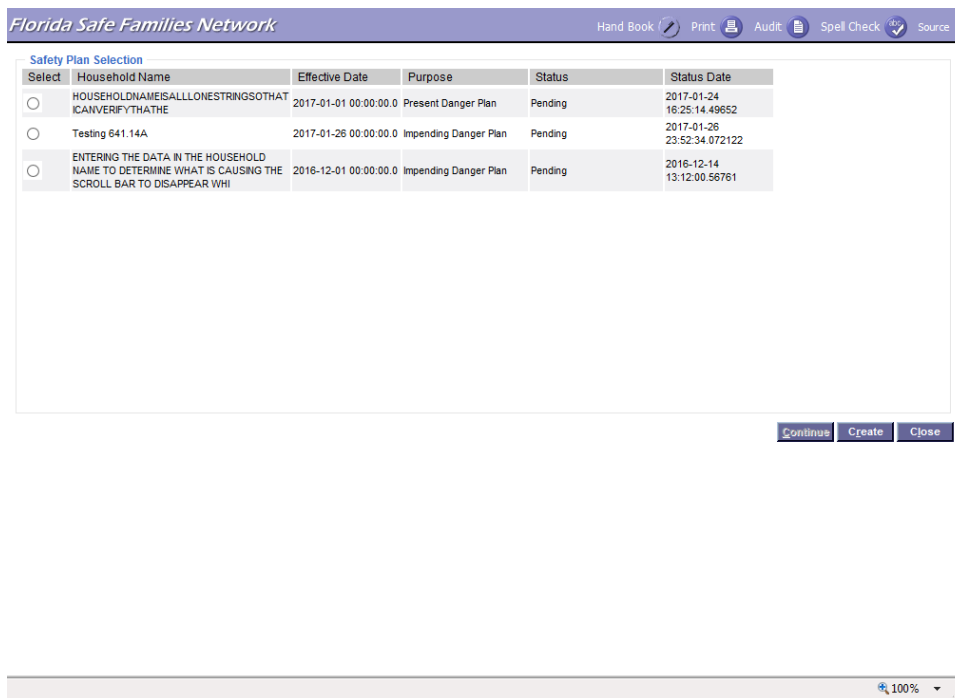 Florida Safe Families Network
Hand Book Print Audit Spell Check Source
Safety Plan Selection
Select Household Name Effective Date Purpose Status Status Date
HOUSEHOLDNAMEISALLLONESTRINGSOTHAT
ICANVERIFYTHATHE
2017-01-01 00:00:00.0 Present Danger Plan Pending
2017-01-24
16:25:14.49652
Testing 641.14A 2017-01-26 00:00:00.0 Impending Danger Plan Pending
2017-01-26
23:52:34.072122
ENTERING THE DATA IN THE HOUSEHOLD
NAME TO DETERMINE WHAT IS CAUSING THE
SCROLL BAR TO DISAPPEAR WHI
2016-12-01 00:00:00.0 Impending Danger Plan Pending
2016-12-14
13:12:00.56761
Continue Create Close
100%